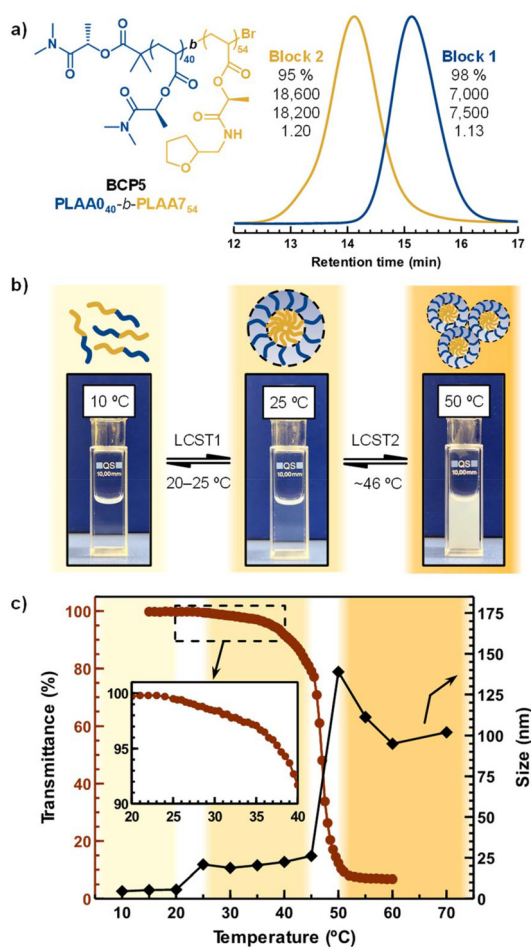 a)
O
O
N
O
O
40
b
54
Br
O
O
O
O
N
O
O
O
NH
O
BCP5
PLAA0₄₀-b-PLAA7₅₄
Block 2
95 %
18,600
18,200
1.20
Block 1
98 %
7,000
7,500
1.13
12 13 14 15 16 17
Retention time (min)
b)
10 ºC
25 ºC
50 ºC
LCST1
20–25 ºC
LCST2
~46 ºC
QS
10,00mm
QS
10,00mm
QS
10,00mm
c)
100
80
60
40
20
0
Transmittance (%)
100
95
90
20 25 30 35 40
175
150
125
100
75
50
25
0
Size (nm)
10 20 30 40 50 60 70
Temperature (ºC)